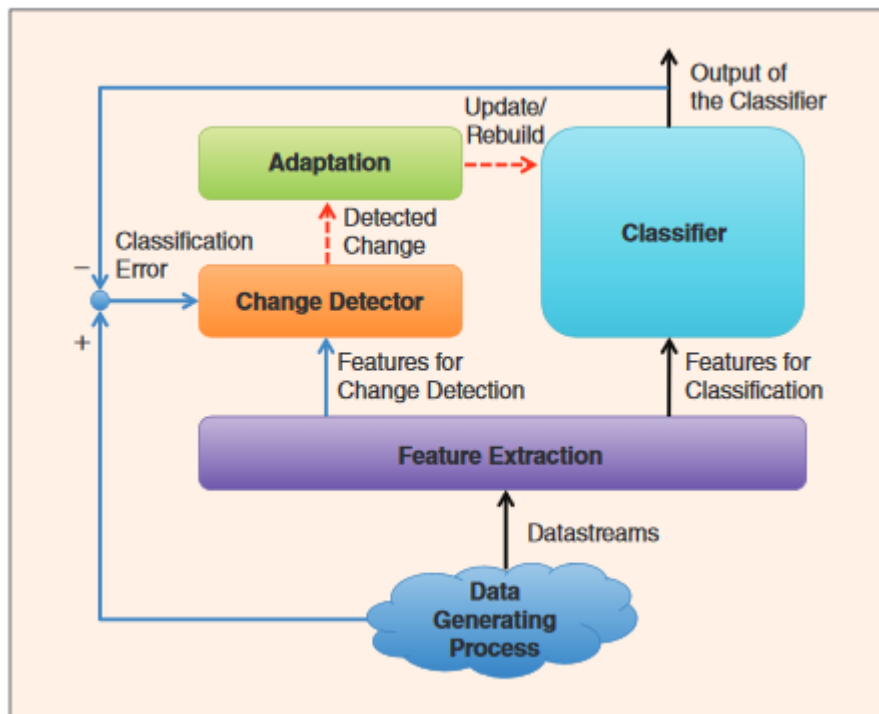 Output of
the Classifier
Update/
Rebuild
Adaptation
Classifier
Detected
Change
Classification
Error
−
Change Detector
+
Features for
Change Detection
Features for
Classification
Feature Extraction
Datastreams
Data
Generating
Process